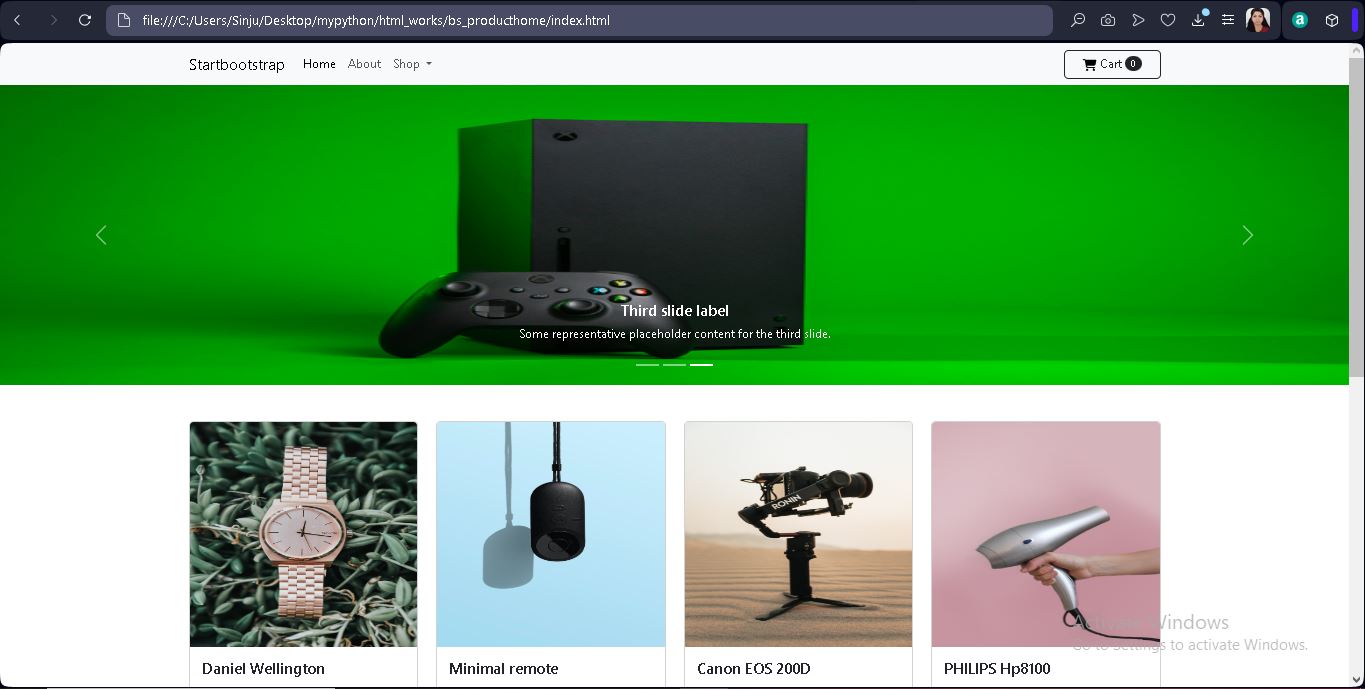 file:///C:/Users/Sinju/Desktop/mypython/html_works/bs_producthome/index.html
a
Startbootstrap Home About Shop Cart 0
Third slide label
Some representative placeholder content for the third slide.
RONIN
Activate Windows
Go to Settings to activate Windows.
Daniel Wellington Minimal remote Canon EOS 200D PHILIPS Hp8100